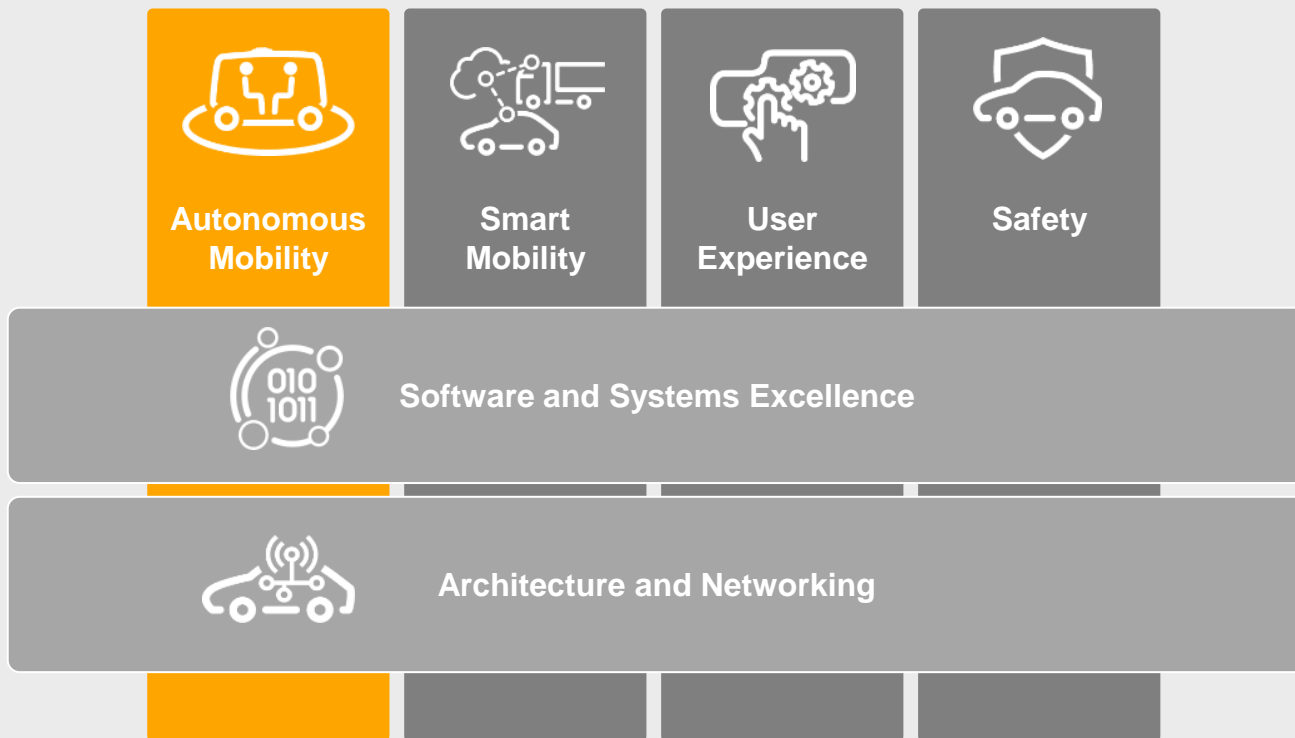 Autonomous
Mobility
Smart
Mobility
User
Experience
Safety
010
1011
Software and Systems Excellence
Architecture and Networking